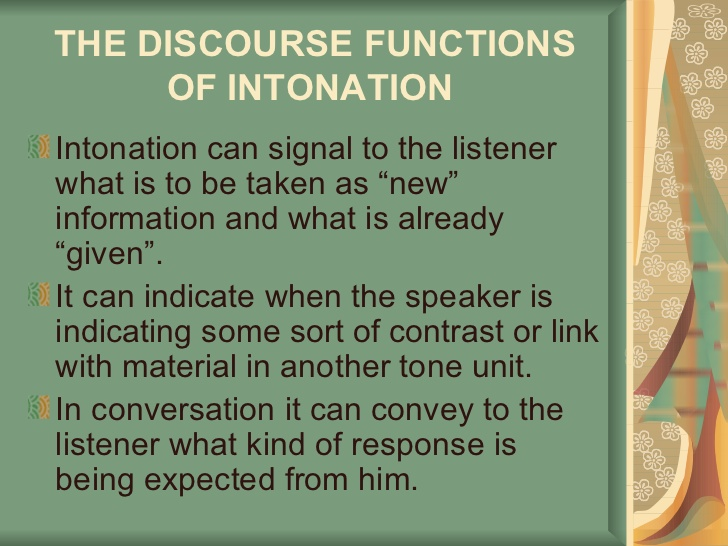 THE DISCOURSE FUNCTIONS
OF INTONATION
Intonation can signal to the listener
what is to be taken as “new”
information and what is already
“given”.
It can indicate when the speaker is
indicating some sort of contrast or link
with material in another tone unit.
In conversation it can convey to the
listener what kind of response is
being expected from him.